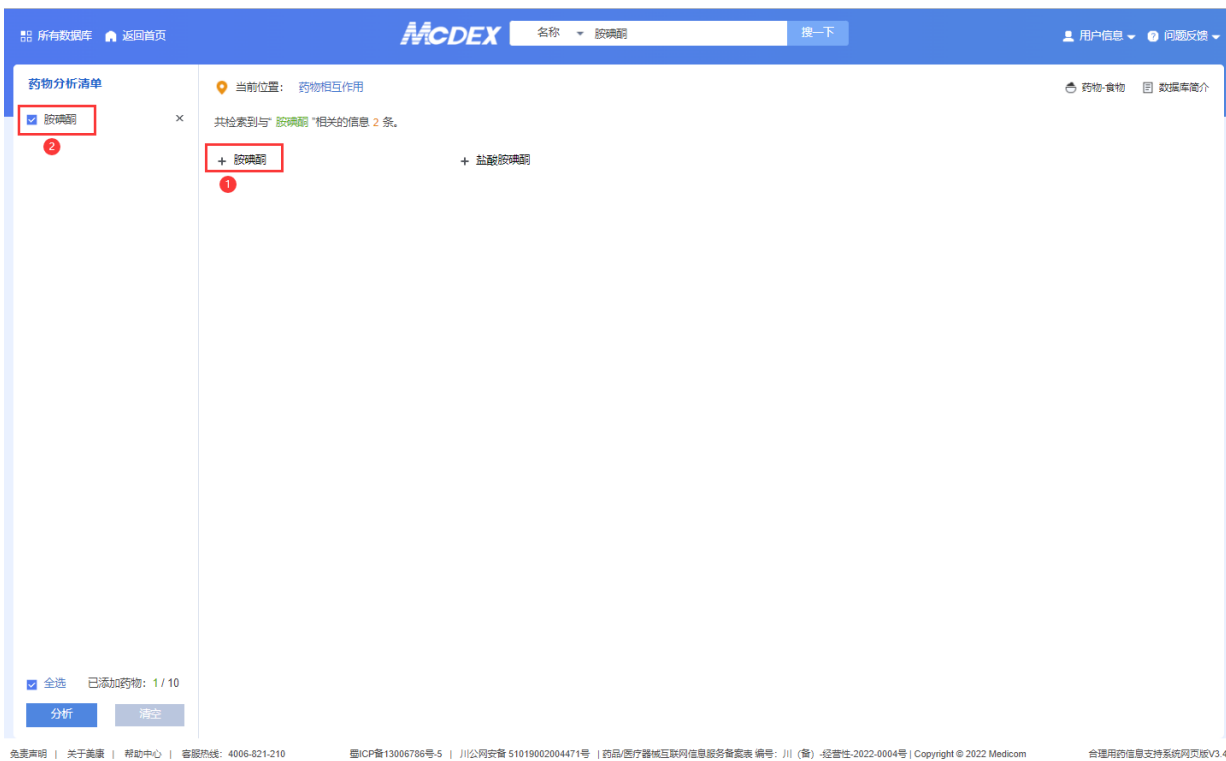 所有数据库 返回首页 MCDEX 名称 胺碘酮 搜一下 用户信息 问题反馈
药物分析清单
当前位置： 药物相互作用 药物-食物 数据库简介
胺碘酮 ×
共检索到与“ 胺碘酮 ”相关的信息 2 条。
2
+ 胺碘酮 + 盐酸胺碘酮
1
全选 已添加药物：1 / 10
分析 清空
免责声明 | 关于美康 | 帮助中心 | 客服热线：4006-821-210 蜀ICP备13006786号-5 | 川公网安备 51019002004471号 | 药品/医疗器械互联网信息服务备案表 编号：川（备）-经营性-2022-0004号 | Copyright © 2022 Medicom 合理用药信息支持系统网页版V3.4